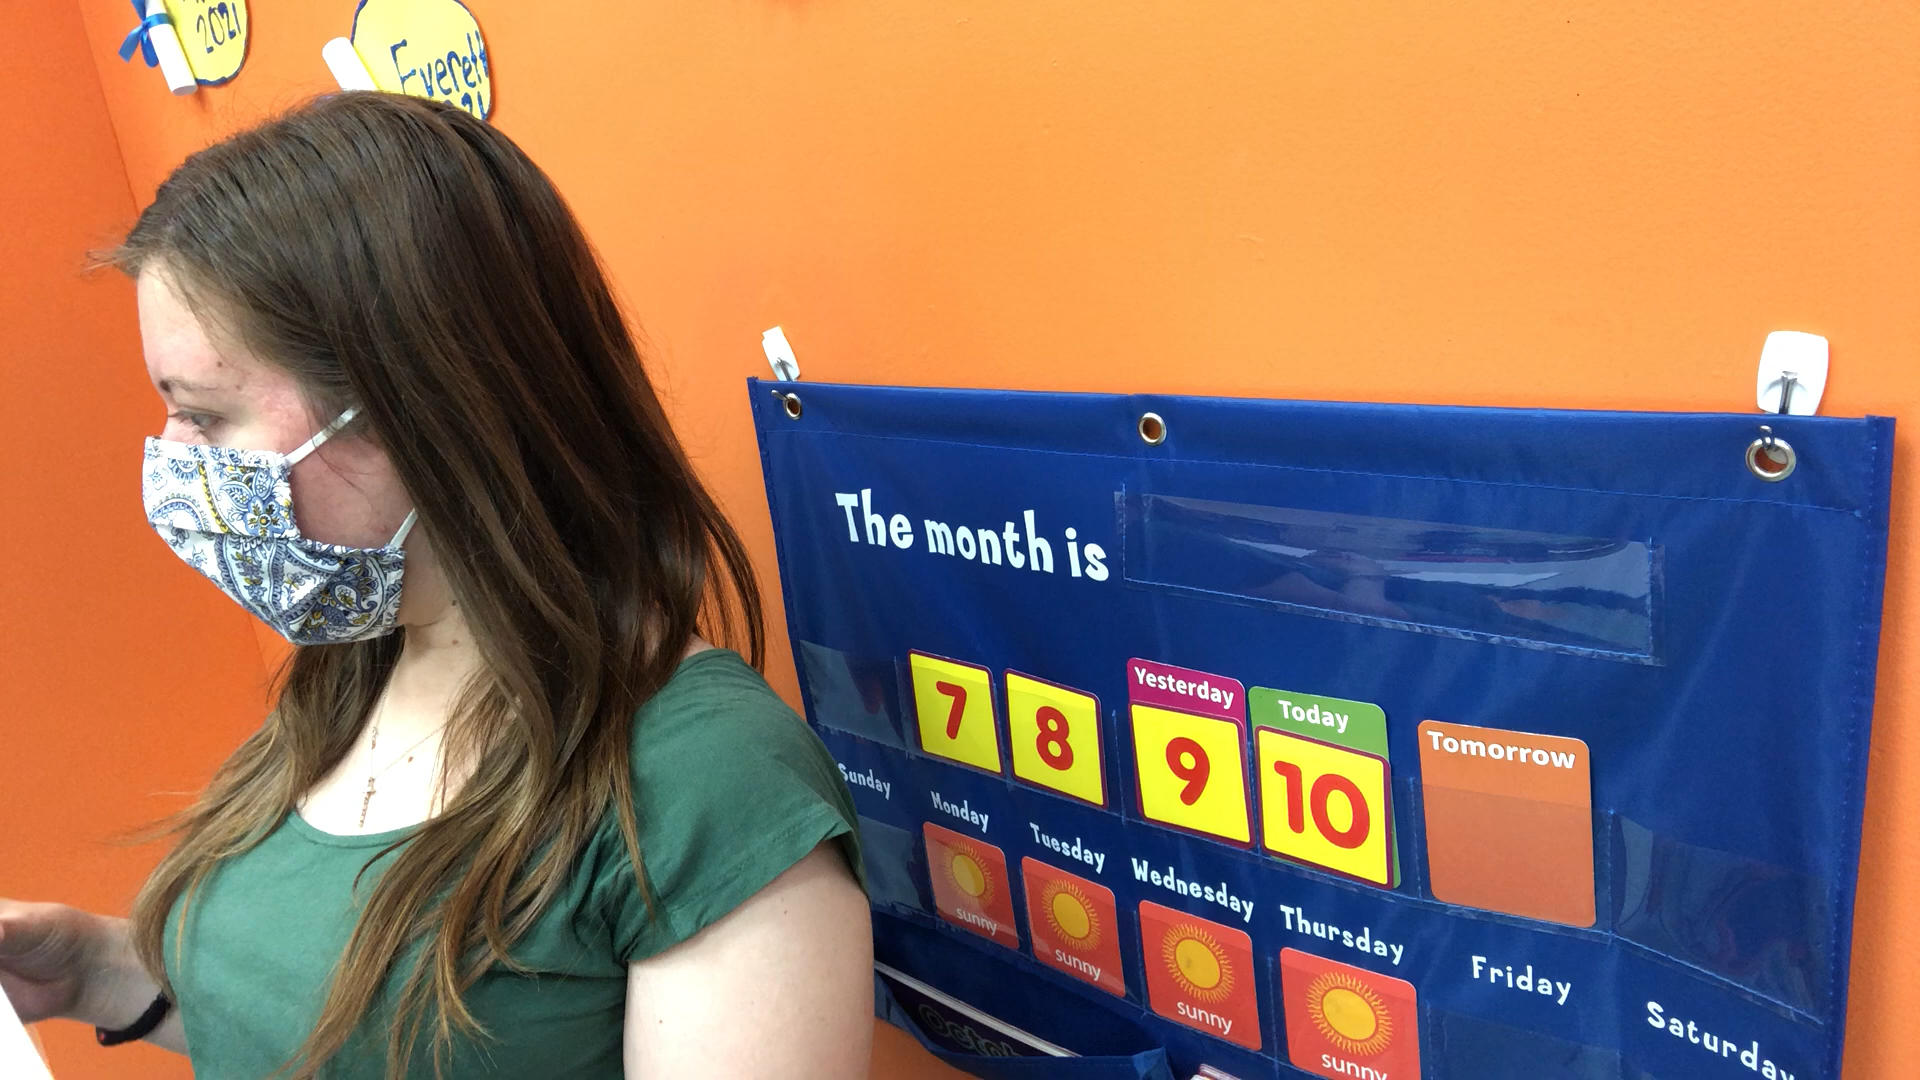 2021
Everett
The month is
7 8 Yesterday 9 Today 10 Tomorrow
Sunday Monday Tuesday Wednesday Thursday Friday Saturday
sunny sunny sunny sunny